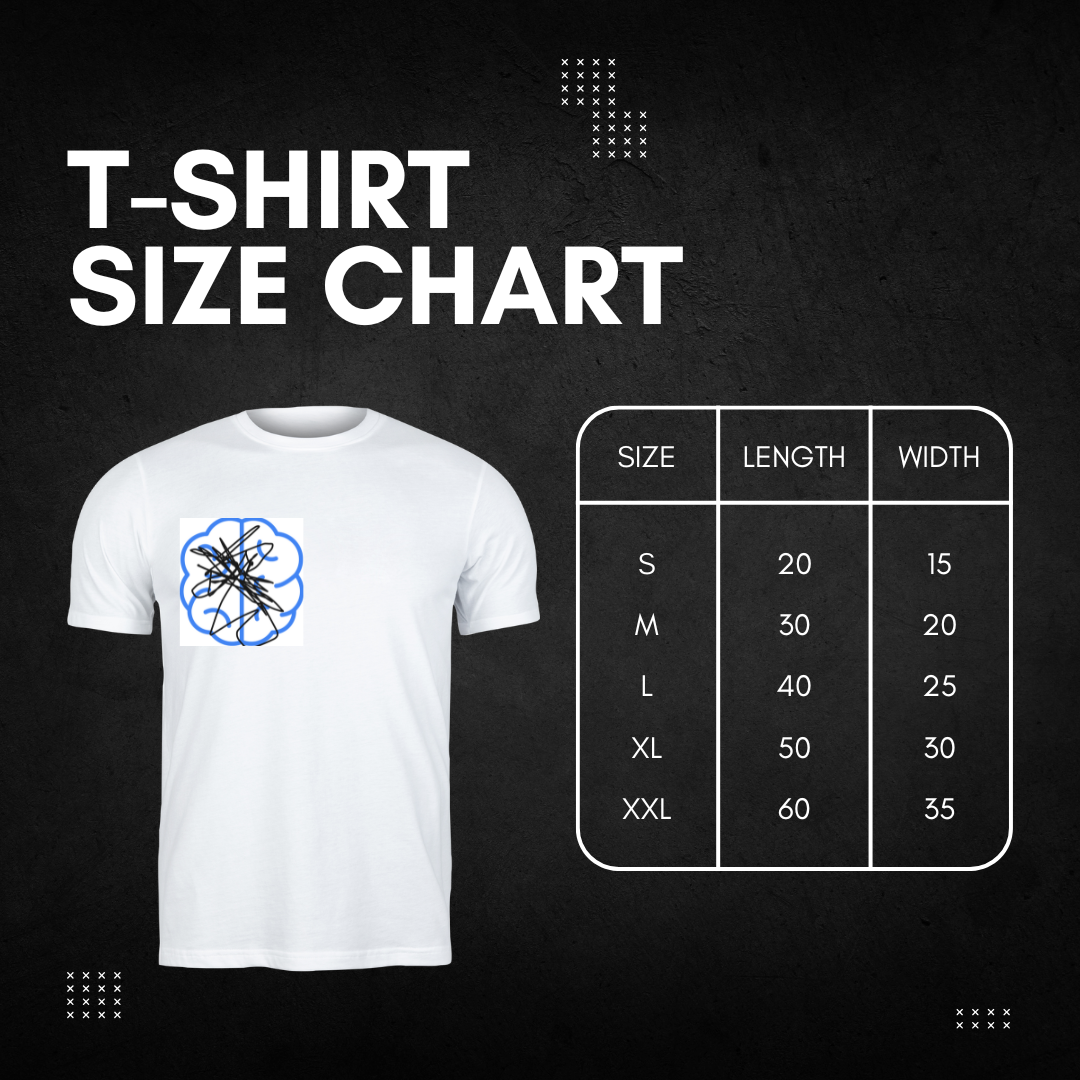 T-SHIRT
SIZE CHART
SIZE LENGTH WIDTH
S 20 15
M 30 20
L 40 25
XL 50 30
XXL 60 35